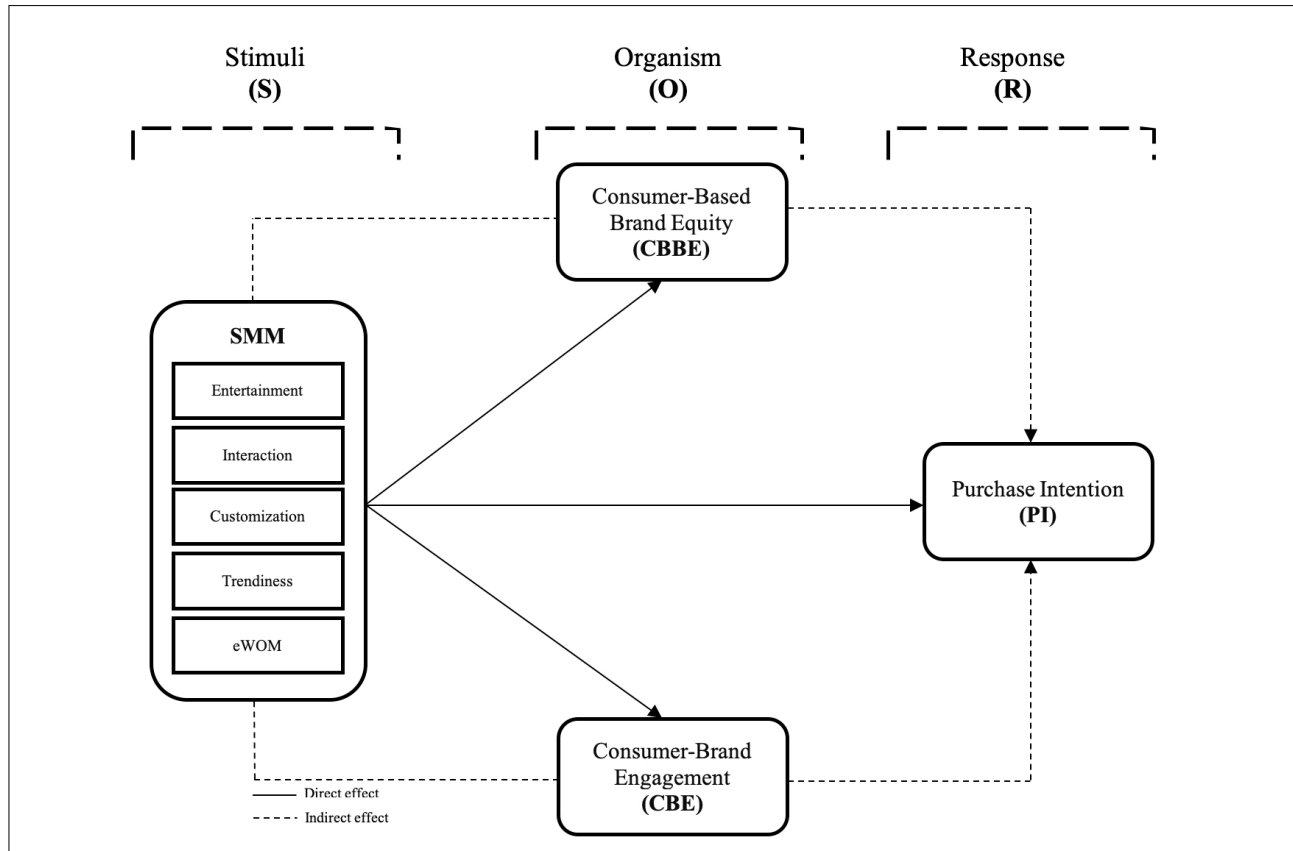 Stimuli
(S)
Organism
(O)
Response
(R)
Consumer-Based
Brand Equity
(CBBE)
SMM
Entertainment
Interaction
Customization
Trendiness
eWOM
Purchase Intention
(PI)
Consumer-Brand
Engagement
(CBE)
Direct effect
Indirect effect